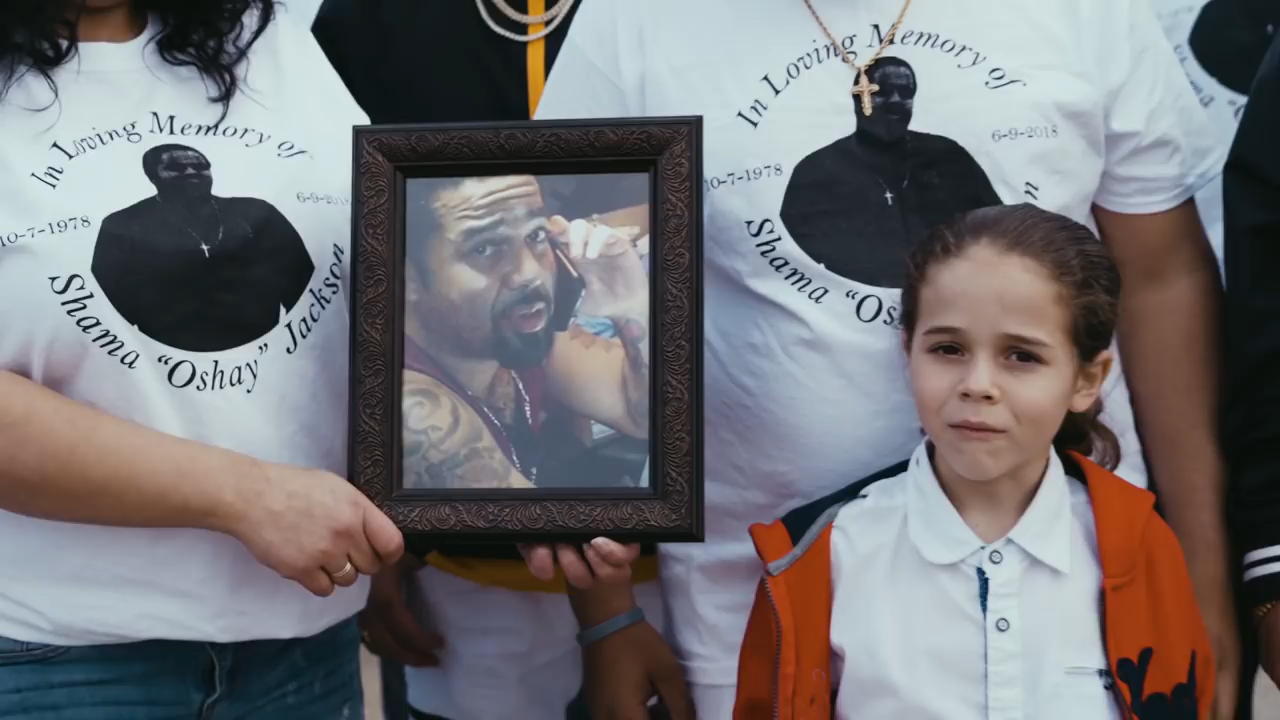 In Loving Memory of
10-7-1978
6-9-2018
Shama “Oshay” Jackson
In Loving Memory of
10-7-1978
6-9-2018
Shama “Os
n